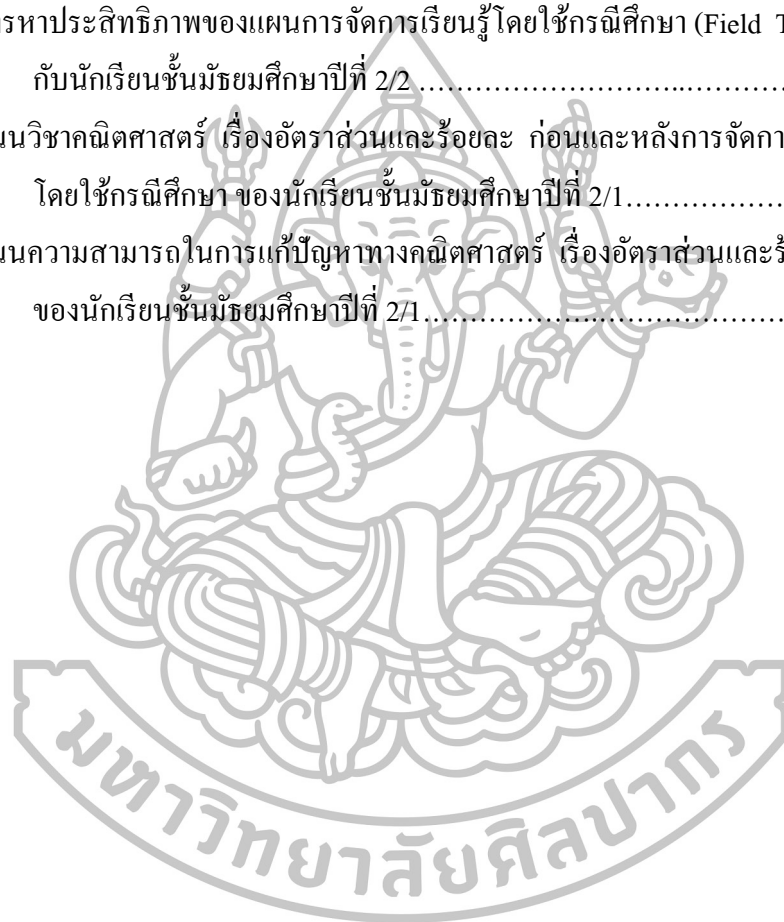 รหาประสิทธิภาพของแผนการจัดการเรียนรู้โดยใช้กรณีศึกษา (Field T
กับนักเรียนชั้นมัธยมศึกษาปีที่ 2/2 ………………………..…………
นนวิชาคณิตศาสตร์ เรื่องอัตราส่วนและร้อยละ ก่อนและหลังการจัดกา
โดยใช้กรณีศึกษา ของนักเรียนชั้นมัธยมศึกษาปีที่ 2/1………………
นนความสามารถในการแก้ปัญหาทางคณิตศาสตร์ เรื่องอัตราส่วนและร้
ของนักเรียนชั้นมัธยมศึกษาปีที่ 2/1………………..………………
มหาวิทยาลัยศิลปากร